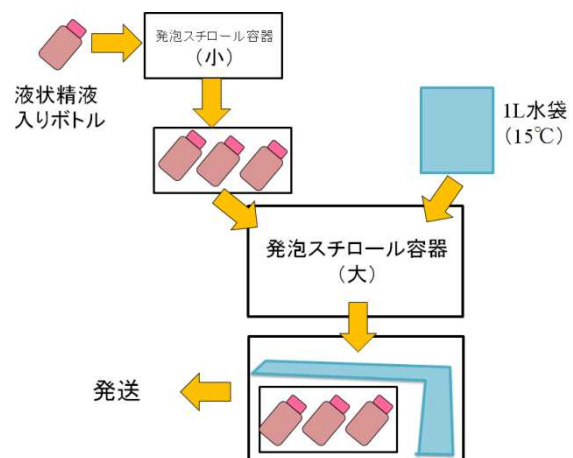 発泡スチロール容器
（小）
液状精液
入りボトル
1L水袋
（15℃）
発泡スチロール容器
（大）
発送